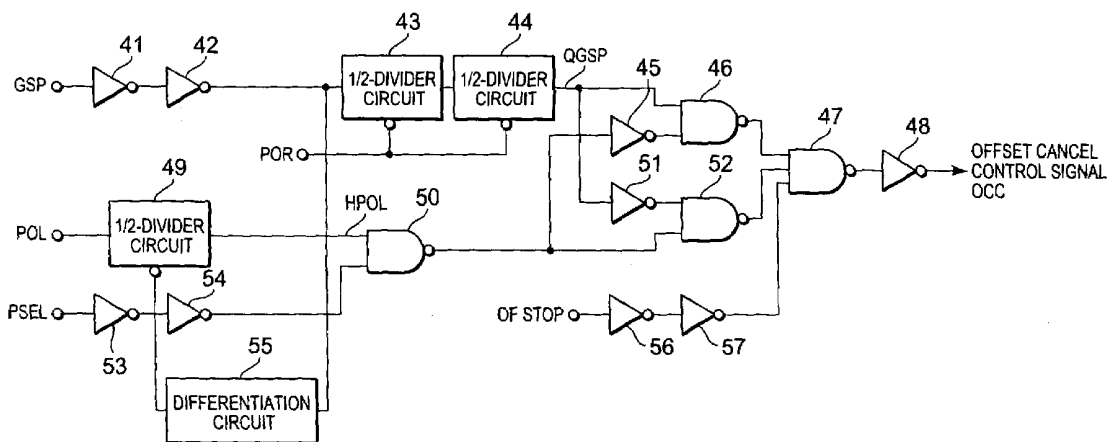 41
42
43
44
GSP
1/2-DIVIDER
CIRCUIT
1/2-DIVIDER
CIRCUIT
QGSP
45
46
47
48
POR
OFFSET CANCEL
CONTROL SIGNAL
OCC
49
51
52
POL
1/2-DIVIDER
CIRCUIT
HPOL
50
PSEL
53
54
OF STOP
56
57
55
DIFFERENTIATION
CIRCUIT